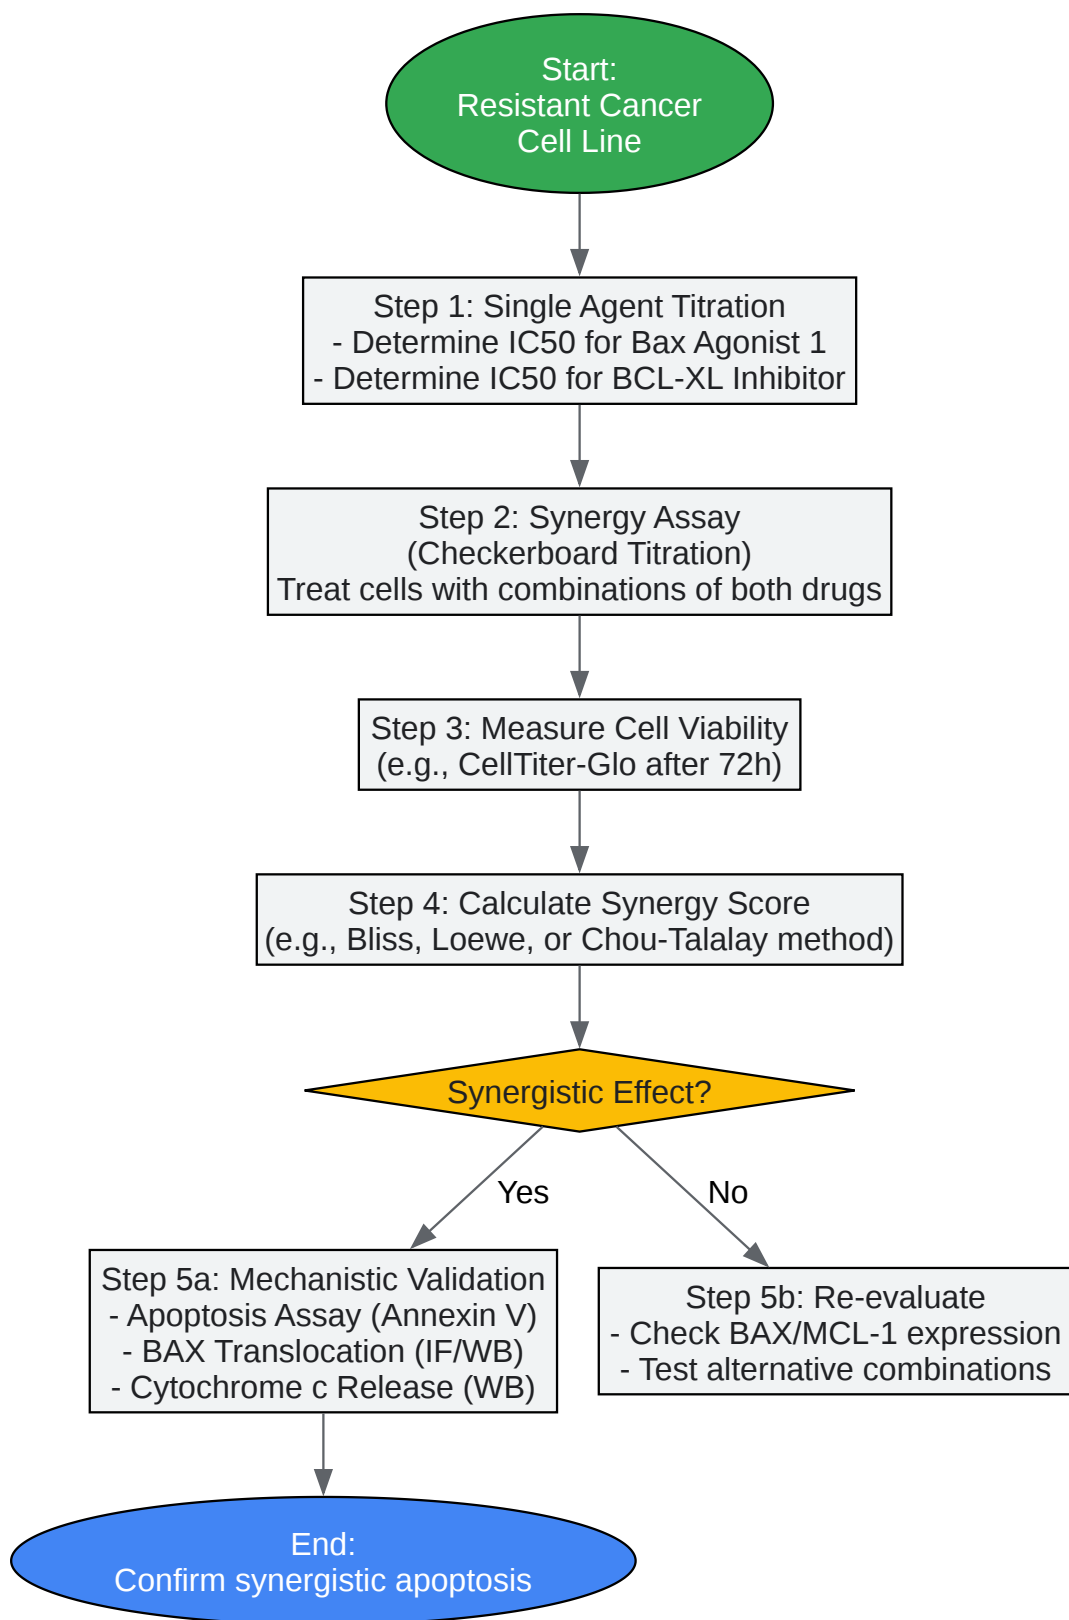 Start:
Resistant Cancer
Cell Line
Step 1: Single Agent Titration
- Determine IC50 for Bax Agonist 1
- Determine IC50 for BCL-XL Inhibitor
Step 2: Synergy Assay
(Checkerboard Titration)
Treat cells with combinations of both drugs
Step 3: Measure Cell Viability
(e.g., CellTiter-Glo after 72h)
Step 4: Calculate Synergy Score
(e.g., Bliss, Loewe, or Chou-Talalay method)
Synergistic Effect?
Yes
No
Step 5a: Mechanistic Validation
- Apoptosis Assay (Annexin V)
- BAX Translocation (IF/WB)
- Cytochrome c Release (WB)
Step 5b: Re-evaluate
- Check BAX/MCL-1 expression
- Test alternative combinations
End:
Confirm synergistic apoptosis